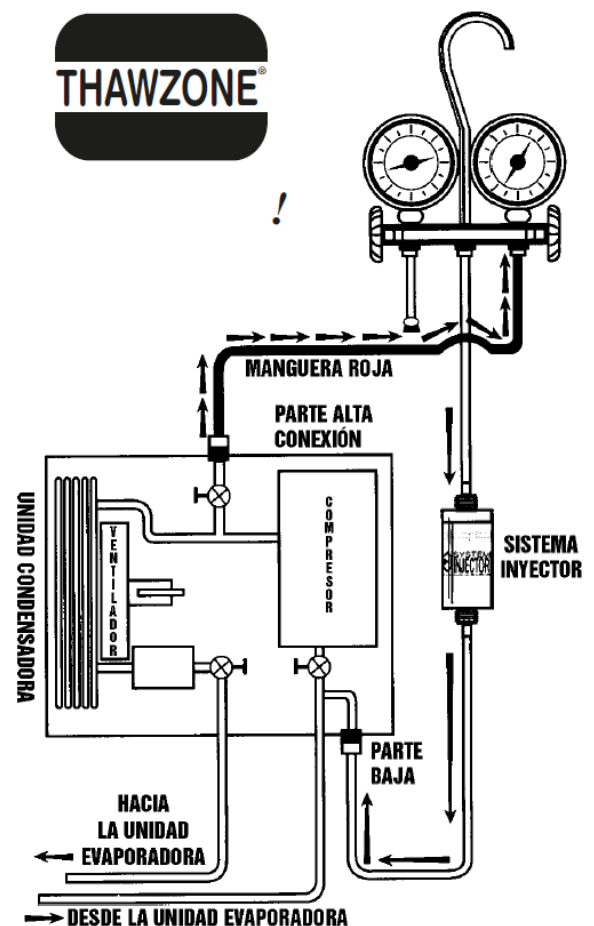 THAWZONE®
!
MANGUERA ROJA
PARTE ALTA
CONEXIÓN
UNIDAD CONDENSADORA
VENTILADOR
COMPRESOR
SYSTEM
INJECTOR
SISTEMA
INYECTOR
PARTE
BAJA
HACIA
LA UNIDAD
EVAPORADORA
DESDE LA UNIDAD EVAPORADORA